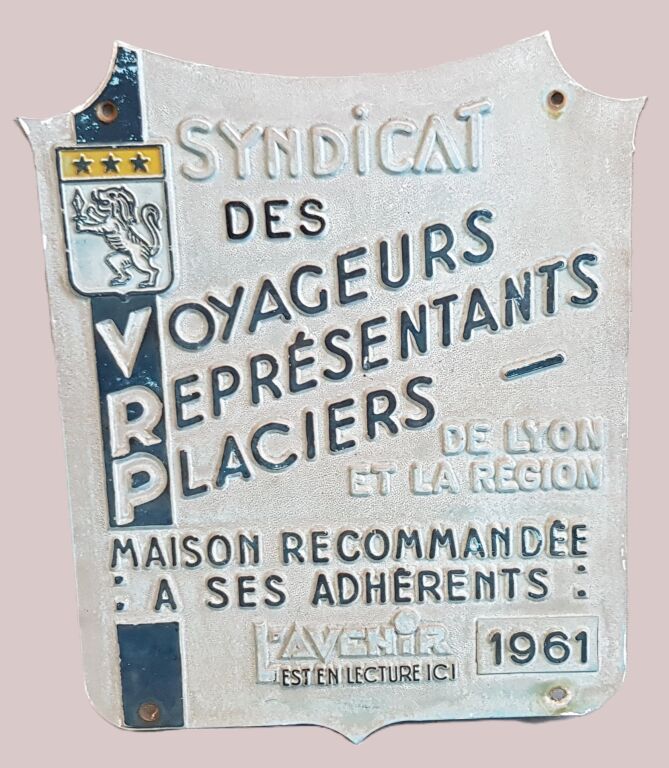 SYNDICAT
DES
VOYAGEURS
REPRÉSENTANTS
PLACIERS —
DE LYON
ET LA RÉGION
MAISON RECOMMANDÉE
: A SES ADHÉRENTS :
L'AVENIR
EST EN LECTURE ICI
1961